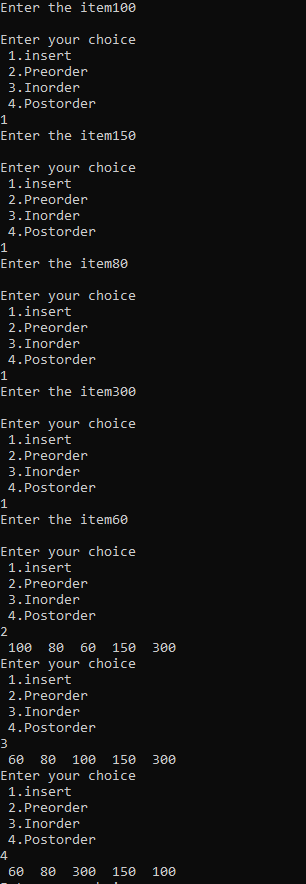 Enter the item100
Enter your choice
1.insert
2.Preorder
3.Inorder
4.Postorder
1
Enter the item150
Enter your choice
1.insert
2.Preorder
3.Inorder
4.Postorder
1
Enter the item80
Enter your choice
1.insert
2.Preorder
3.Inorder
4.Postorder
1
Enter the item300
Enter your choice
1.insert
2.Preorder
3.Inorder
4.Postorder
1
Enter the item60
Enter your choice
1.insert
2.Preorder
3.Inorder
4.Postorder
2
100  80  60  150  300
Enter your choice
1.insert
2.Preorder
3.Inorder
4.Postorder
3
60  80  100  150  300
Enter your choice
1.insert
2.Preorder
3.Inorder
4.Postorder
4
60  80  300  150  100